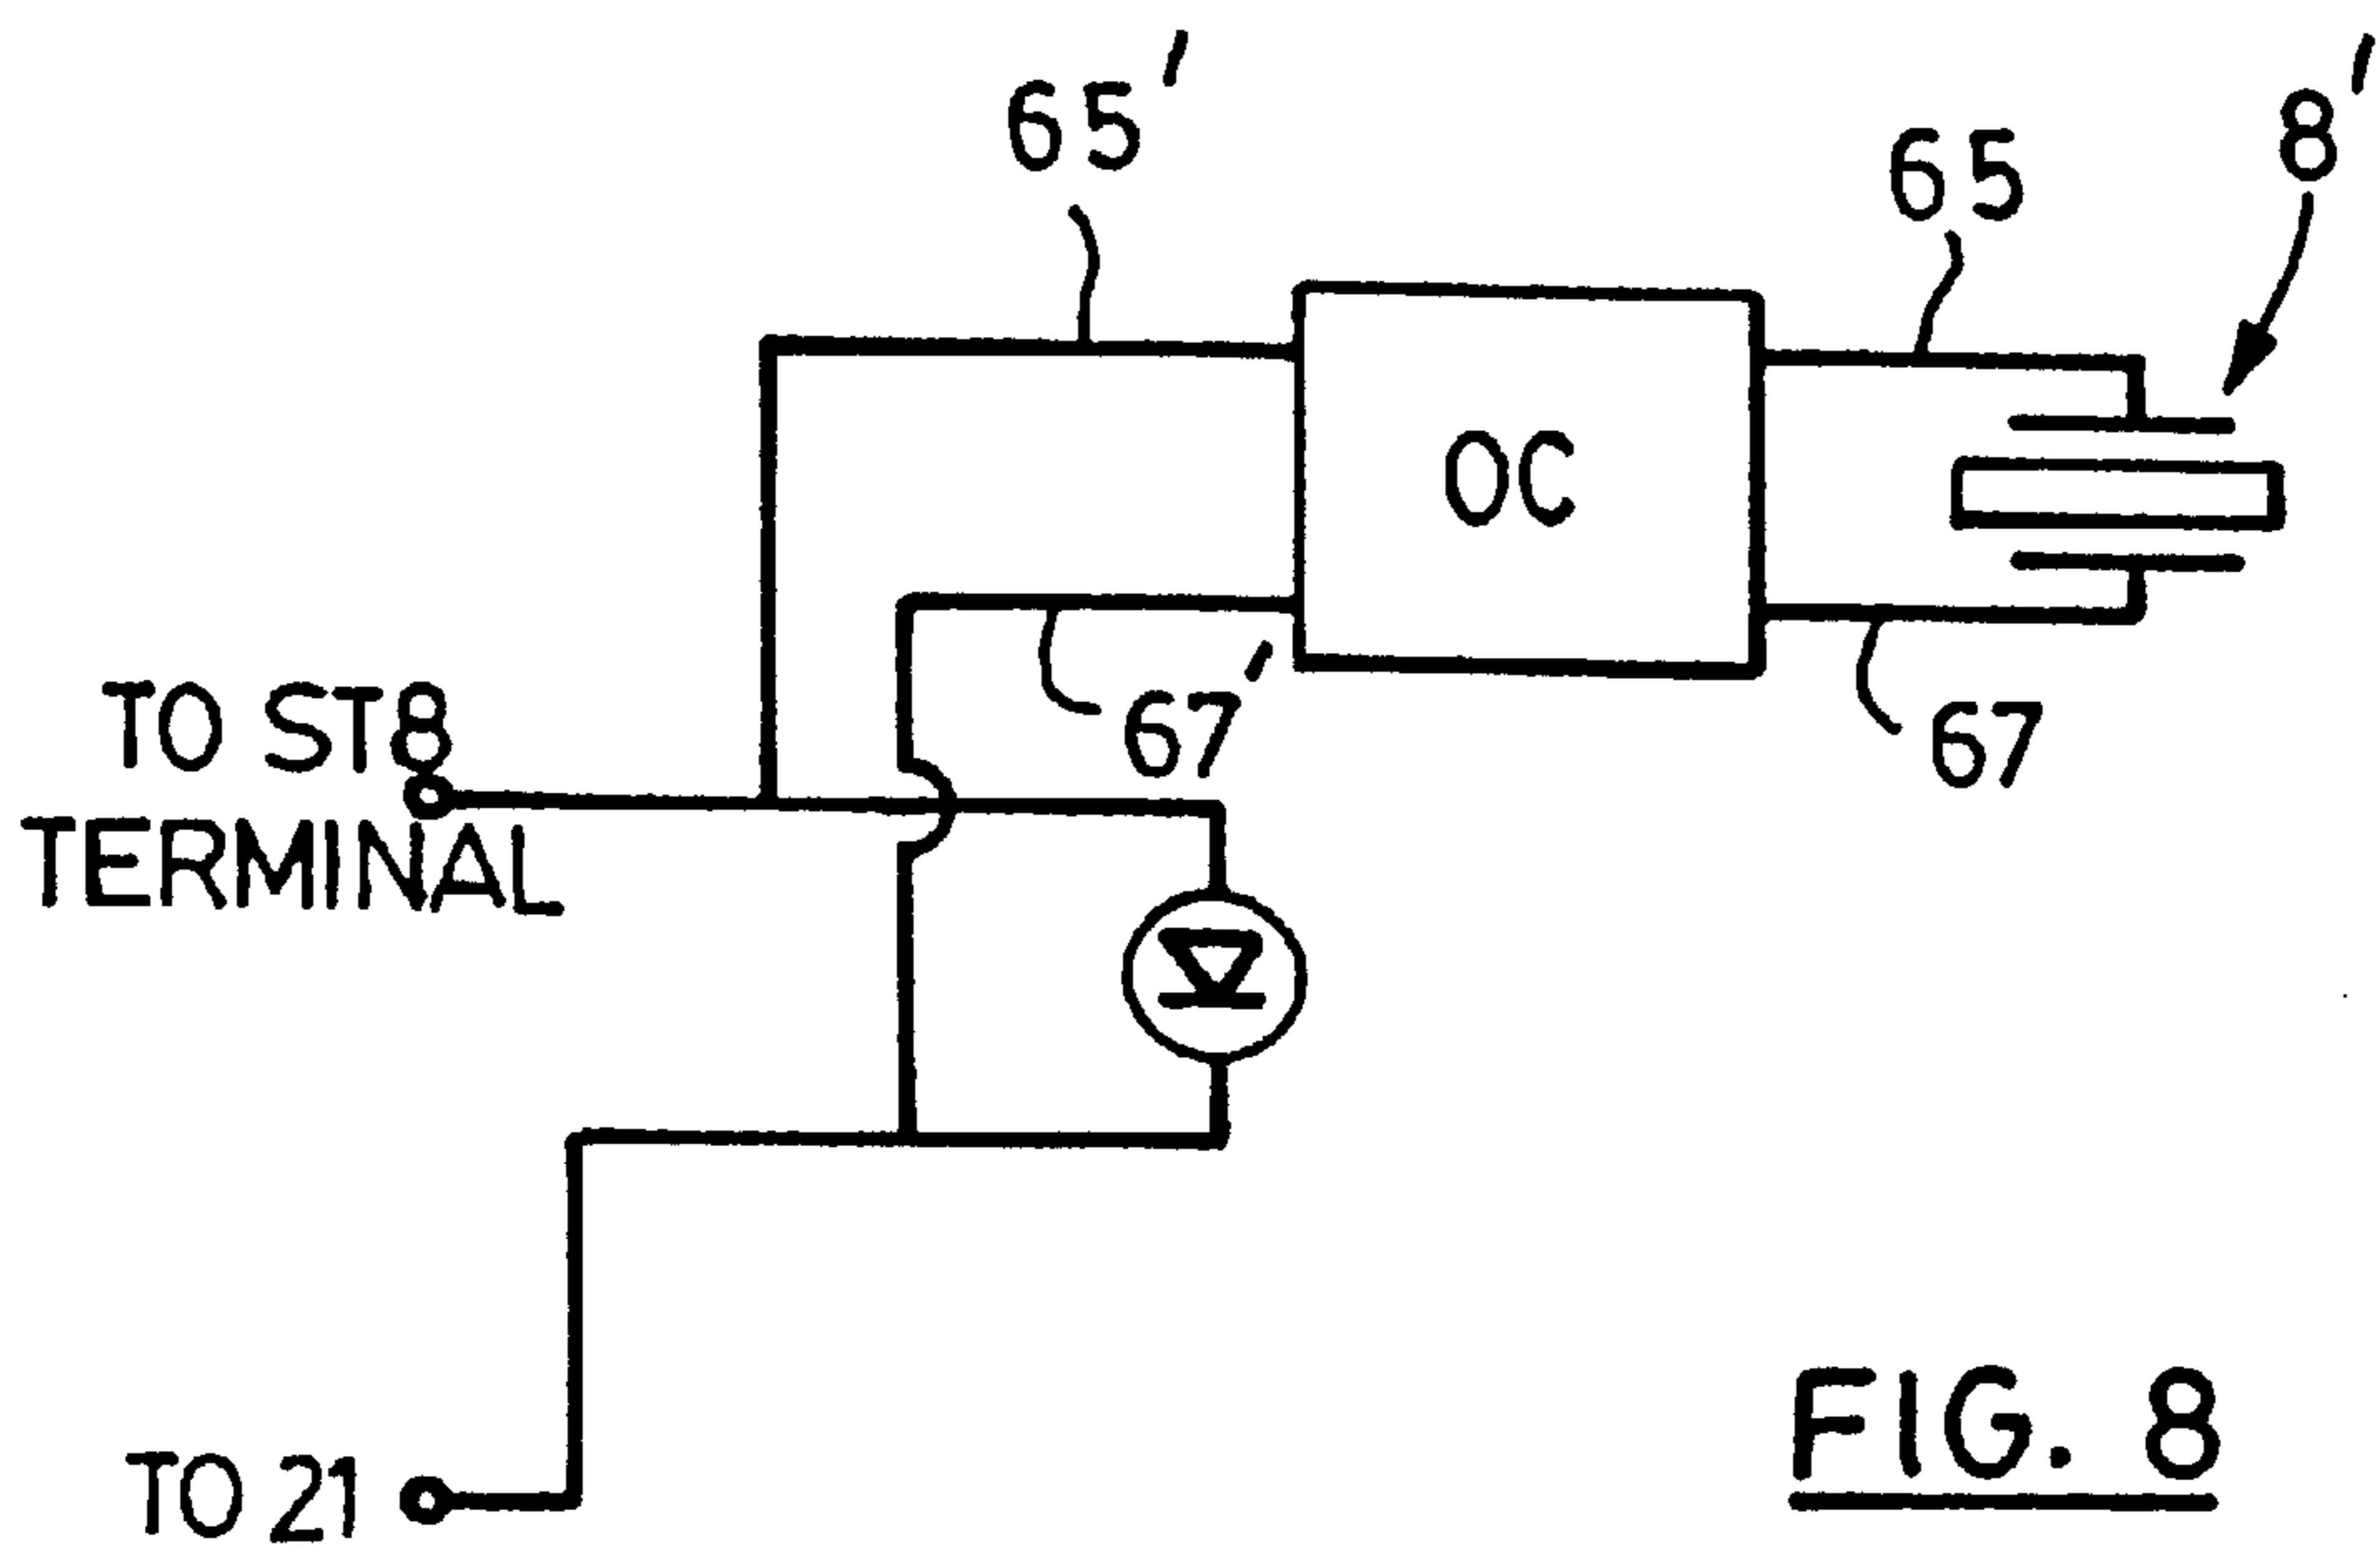 65'
65
8'
OC
67'
67
TO ST8
TERMINAL
TO 21
FIG. 8